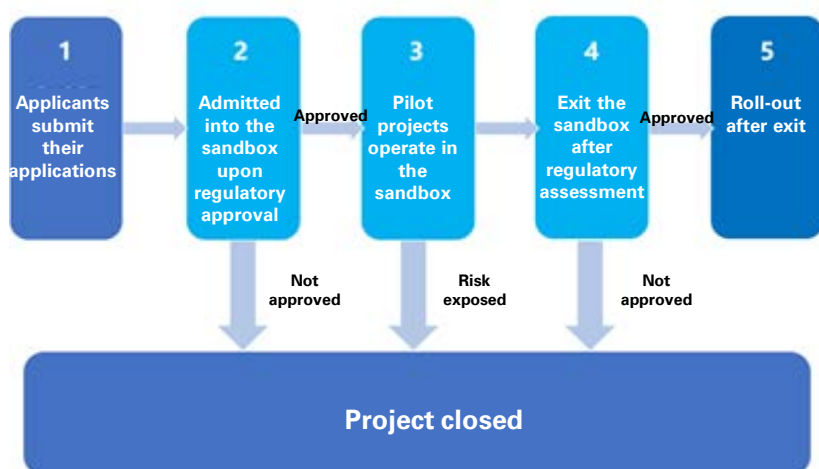 1
Applicants
submit
their
applications
2
Admitted
into the
sandbox
upon
regulatory
approval
Approved
3
Pilot
projects
operate in
the
sandbox
4
Exit the
sandbox
after
regulatory
assessment
Approved
5
Roll-out
after exit
Not
approved
Risk
exposed
Not
approved
Project closed